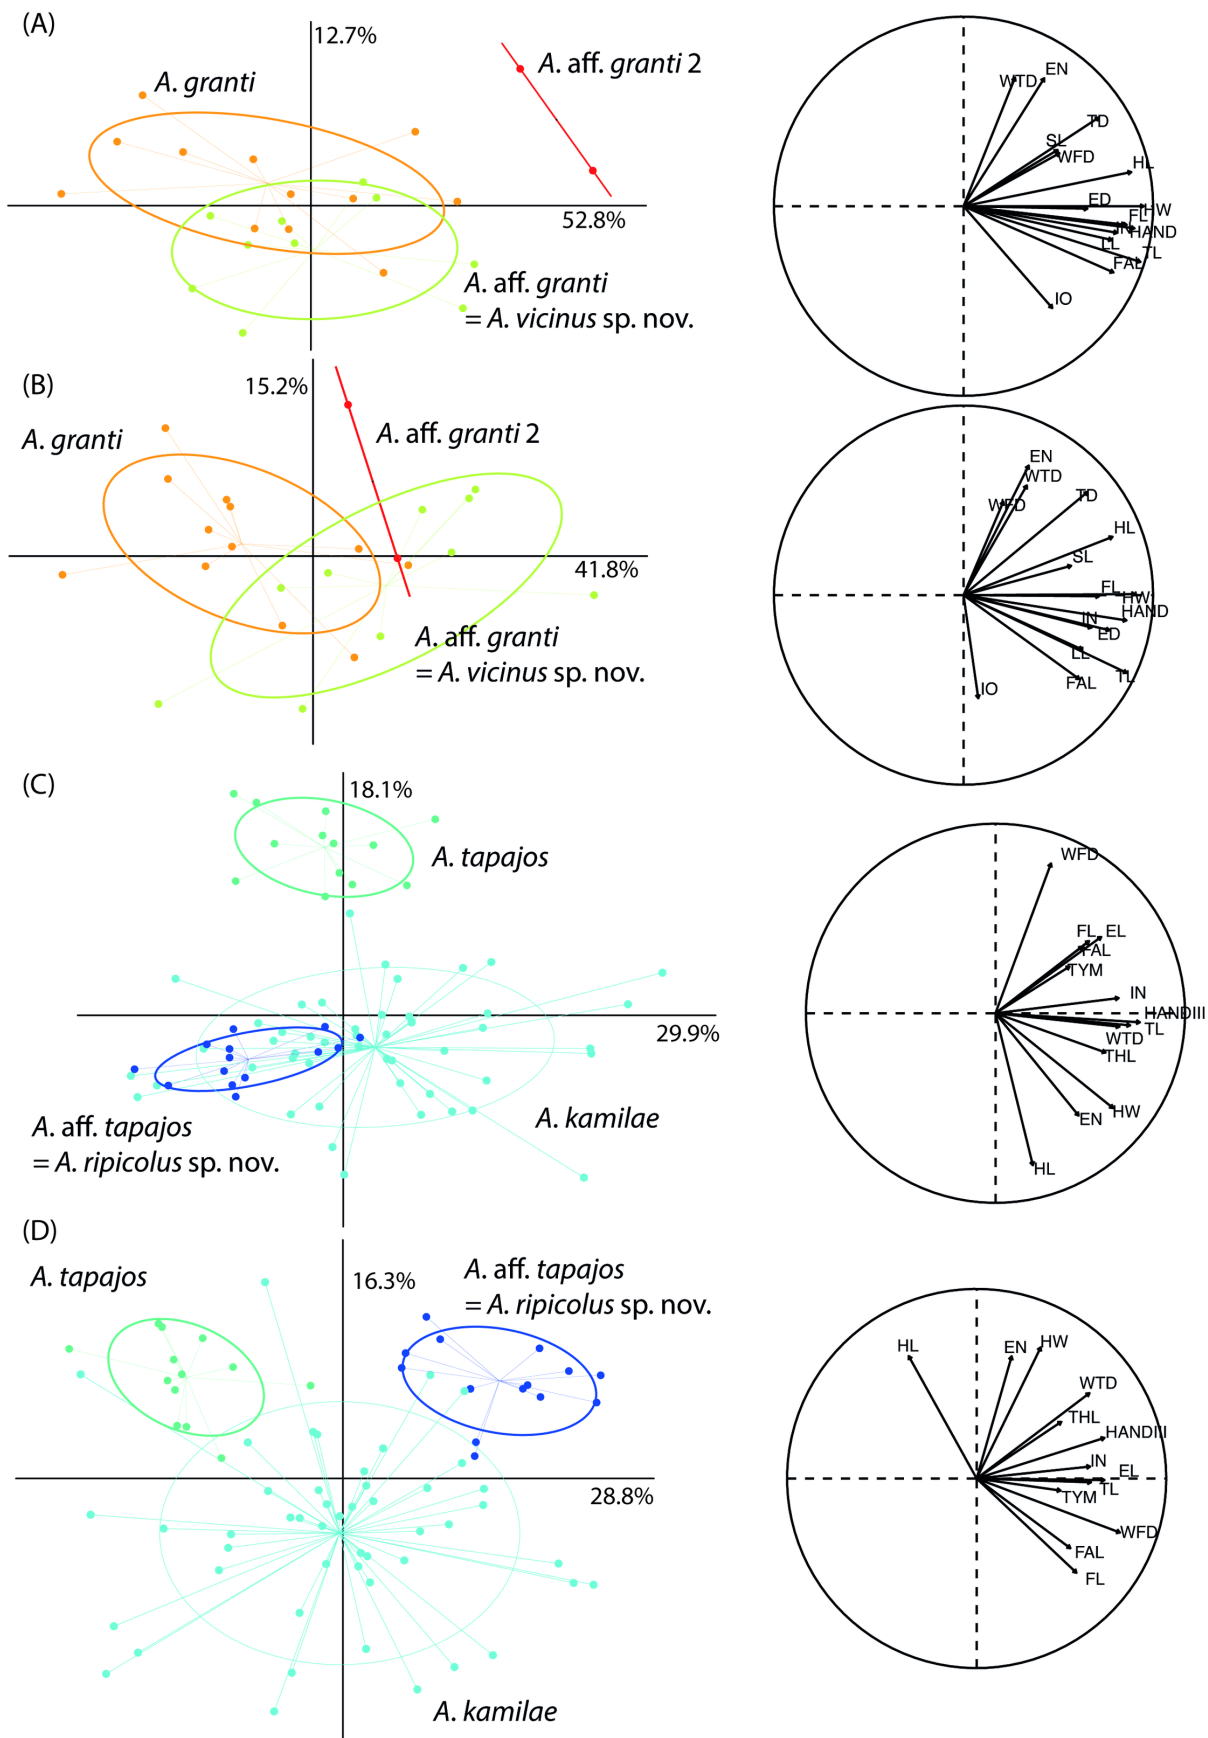 (A)
12.7%
A. granti
A. aff. granti 2
52.8%
A. aff. granti
= A. vicinus sp. nov.
WTD
EN
TD
SL
WFD
HL
ED
HW
FL
IN
HAND
LL
TL
FAL
IO
(B)
15.2%
A. granti
A. aff. granti 2
41.8%
A. aff. granti
= A. vicinus sp. nov.
EN
WTD
WFD
TD
HL
SL
FL
HW
HAND
IN
ED
LL
TL
FAL
IO
(C)
18.1%
A. tapajos
29.9%
A. kamilae
A. aff. tapajos
= A. ripicolus sp. nov.
WFD
FL
EL
FAL
TYM
IN
HANDIII
TL
WTD
THL
HW
EN
HL
(D)
A. tapajos
16.3%
A. aff. tapajos
= A. ripicolus sp. nov.
28.8%
A. kamilae
HL
EN
HW
WTD
THL
HANDIII
IN
EL
TL
TYM
WFD
FAL
FL